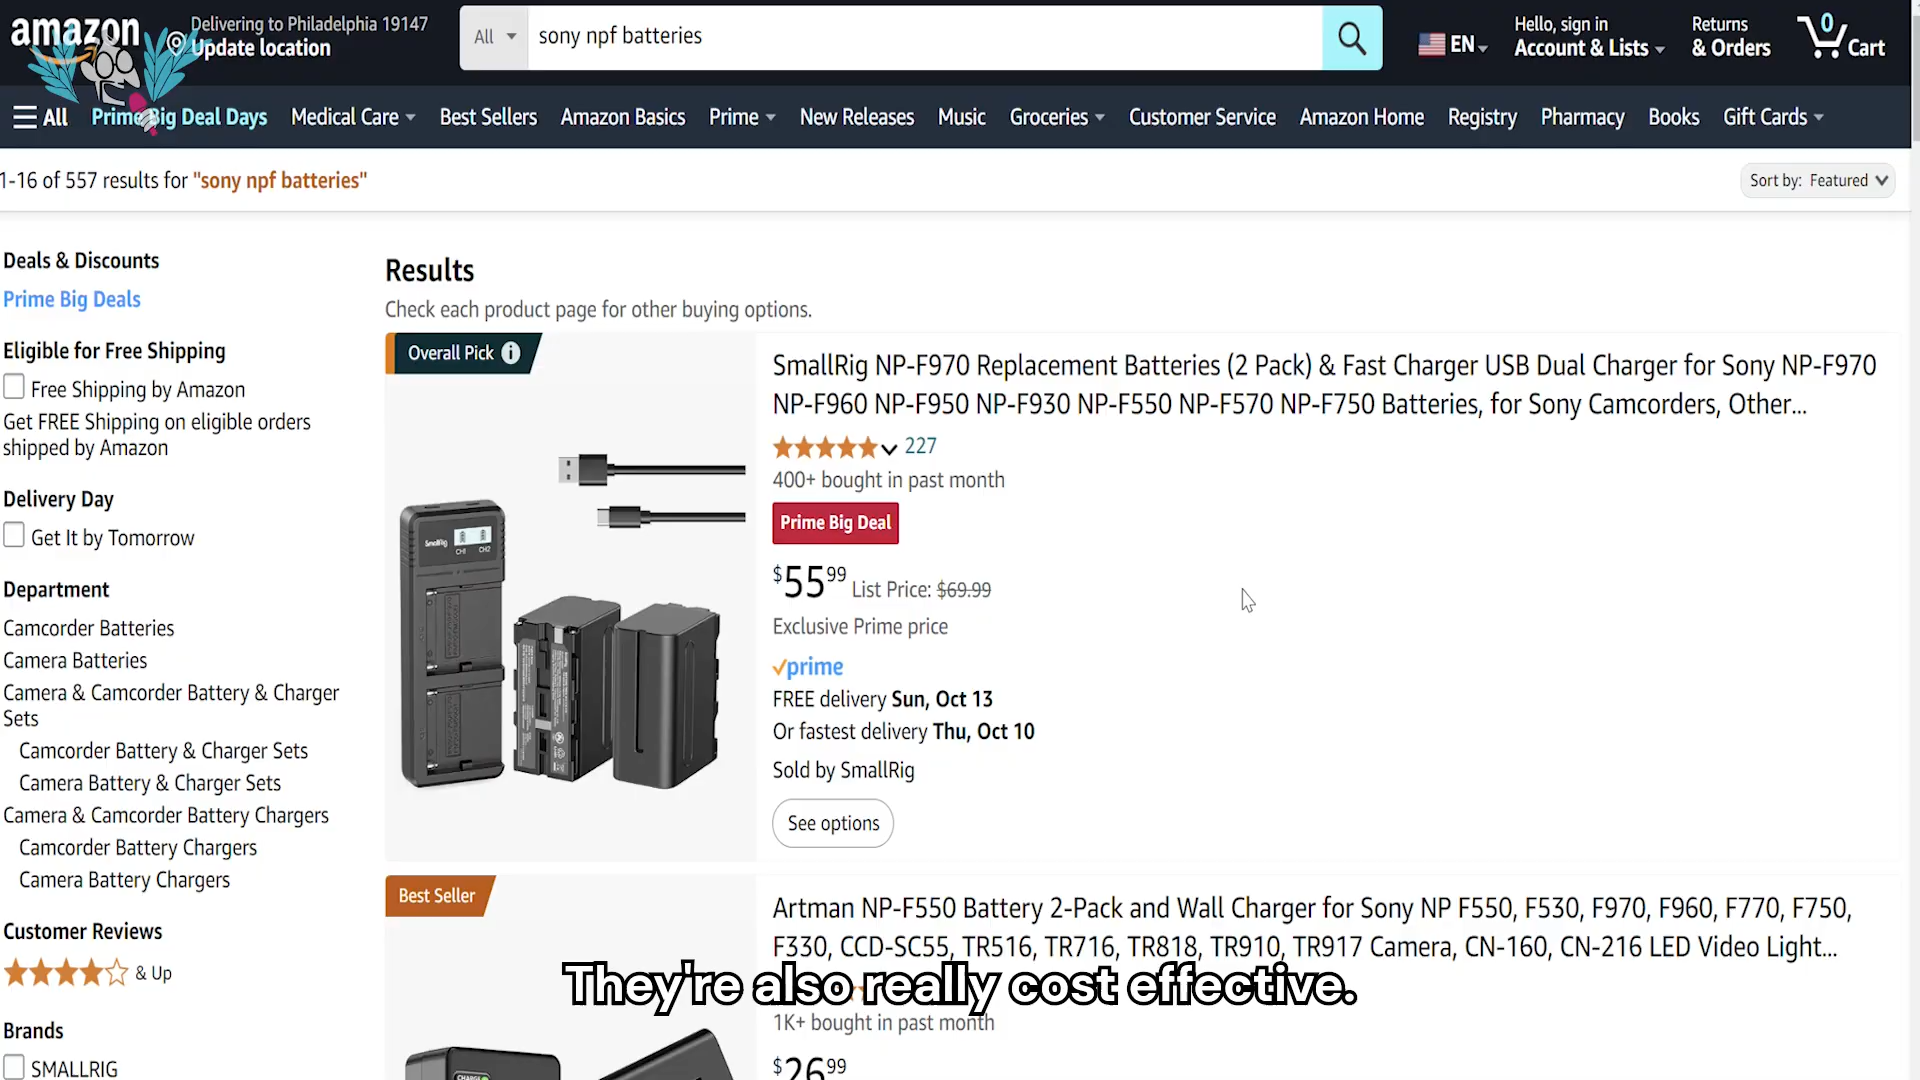 amazon
Delivering to Philadelphia 19147
Update location
All
sony npf batteries
EN
Hello, sign in
Account & Lists
Returns
& Orders
0
Cart
All
Prime Big Deal Days
Medical Care
Best Sellers
Amazon Basics
Prime
New Releases
Music
Groceries
Customer Service
Amazon Home
Registry
Pharmacy
Books
Gift Cards
1-16 of 557 results for "sony npf batteries"
Sort by: Featured
Deals & Discounts
Prime Big Deals
Eligible for Free Shipping
Free Shipping by Amazon
Get FREE Shipping on eligible orders
shipped by Amazon
Delivery Day
Get It by Tomorrow
Department
Camcorder Batteries
Camera Batteries
Camera & Camcorder Battery & Charger
Sets
Camcorder Battery & Charger Sets
Camera Battery & Charger Sets
Camera & Camcorder Battery Chargers
Camcorder Battery Chargers
Camera Battery Chargers
Customer Reviews
& Up
Brands
SMALLRIG
Results
Check each product page for other buying options.
Overall Pick
SmallRig
CH1 CH2
SmallRig NP-F970 Replacement Batteries (2 Pack) & Fast Charger USB Dual Charger for Sony NP-F970
NP-F960 NP-F950 NP-F930 NP-F550 NP-F570 NP-F750 Batteries, for Sony Camcorders, Other...
227
400+ bought in past month
Prime Big Deal
$55 99 List Price: $69.99
Exclusive Prime price
prime
FREE delivery Sun, Oct 13
Or fastest delivery Thu, Oct 10
Sold by SmallRig
See options
Best Seller
Artman NP-F550 Battery 2-Pack and Wall Charger for Sony NP F550, F530, F970, F960, F770, F750,
F330, CCD-SC55, TR516, TR716, TR818, TR910, TR917 Camera, CN-160, CN-216 LED Video Light...
They're also really cost effective.
1K+ bought in past month
$26 99
CHARGE